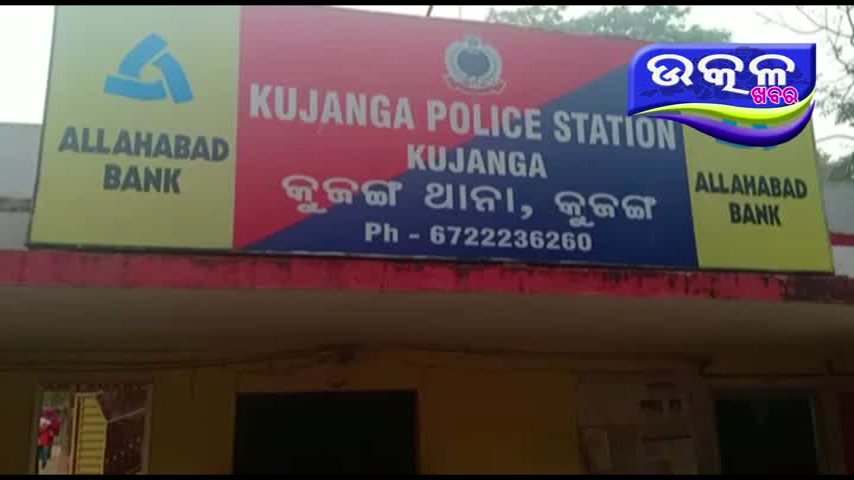 ALLAHABAD
BANK
KUJANGA POLICE STATION
KUJANGA
କୁଜଙ୍ଗ ଥାନା, କୁଜଙ୍ଗ
Ph - 6722236260
ALLAHABAD
BANK
ଉତ୍କଳ
ଖବର